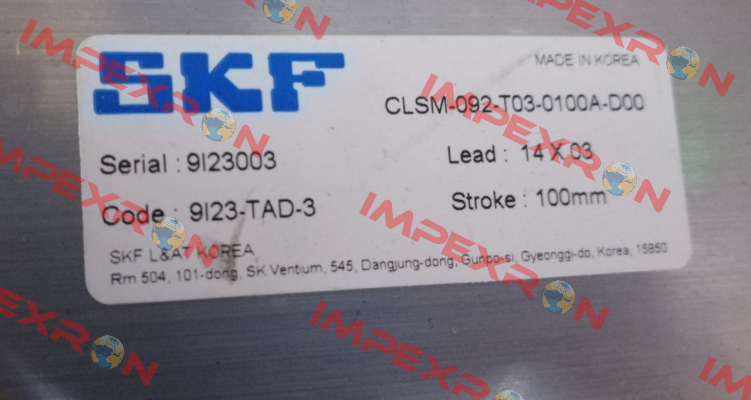 SKF
MADE IN KOREA
CLSM-092-T03-0100A-D00
Serial : 9I23003
Lead : 14 X 03
Code : 9I23-TAD-3
Stroke : 100mm
SKF L&AT KOREA
Rm 504, 101-dong, SK Ventium, 545, Dangjung-dong, Gunpo-si, Gyeonggi-do, Korea, 15850
IMPEXRON
IMPEXRON
IMPEXRON
IMPEXRON
IMPEXRON
IMPEXRON
IMPEXRON